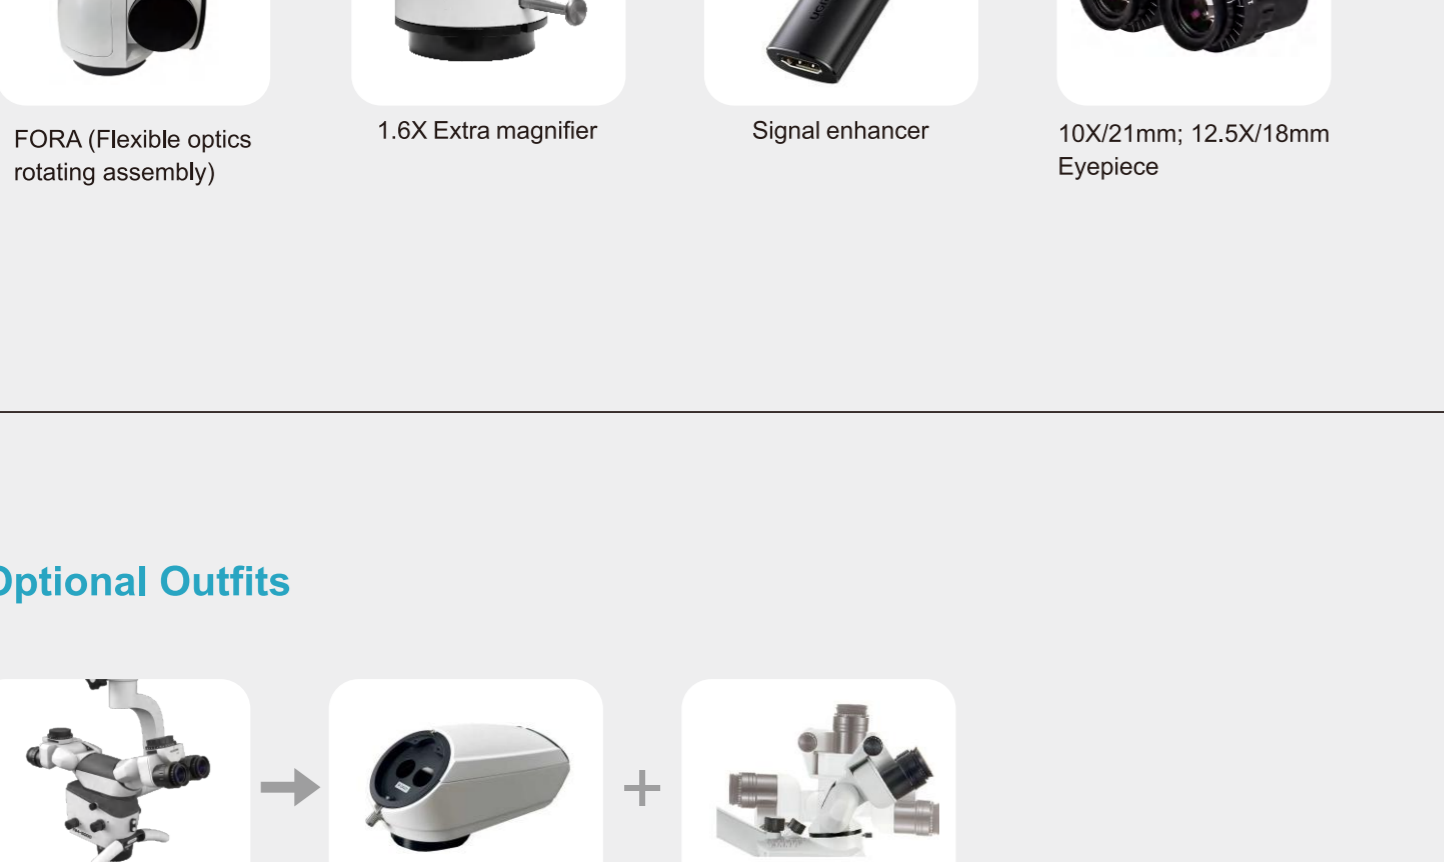 FORA (Flexible optics
rotating assembly)
1.6X Extra magnifier
Signal enhancer
10X/21mm; 12.5X/18mm
Eyepiece
Optional Outfits